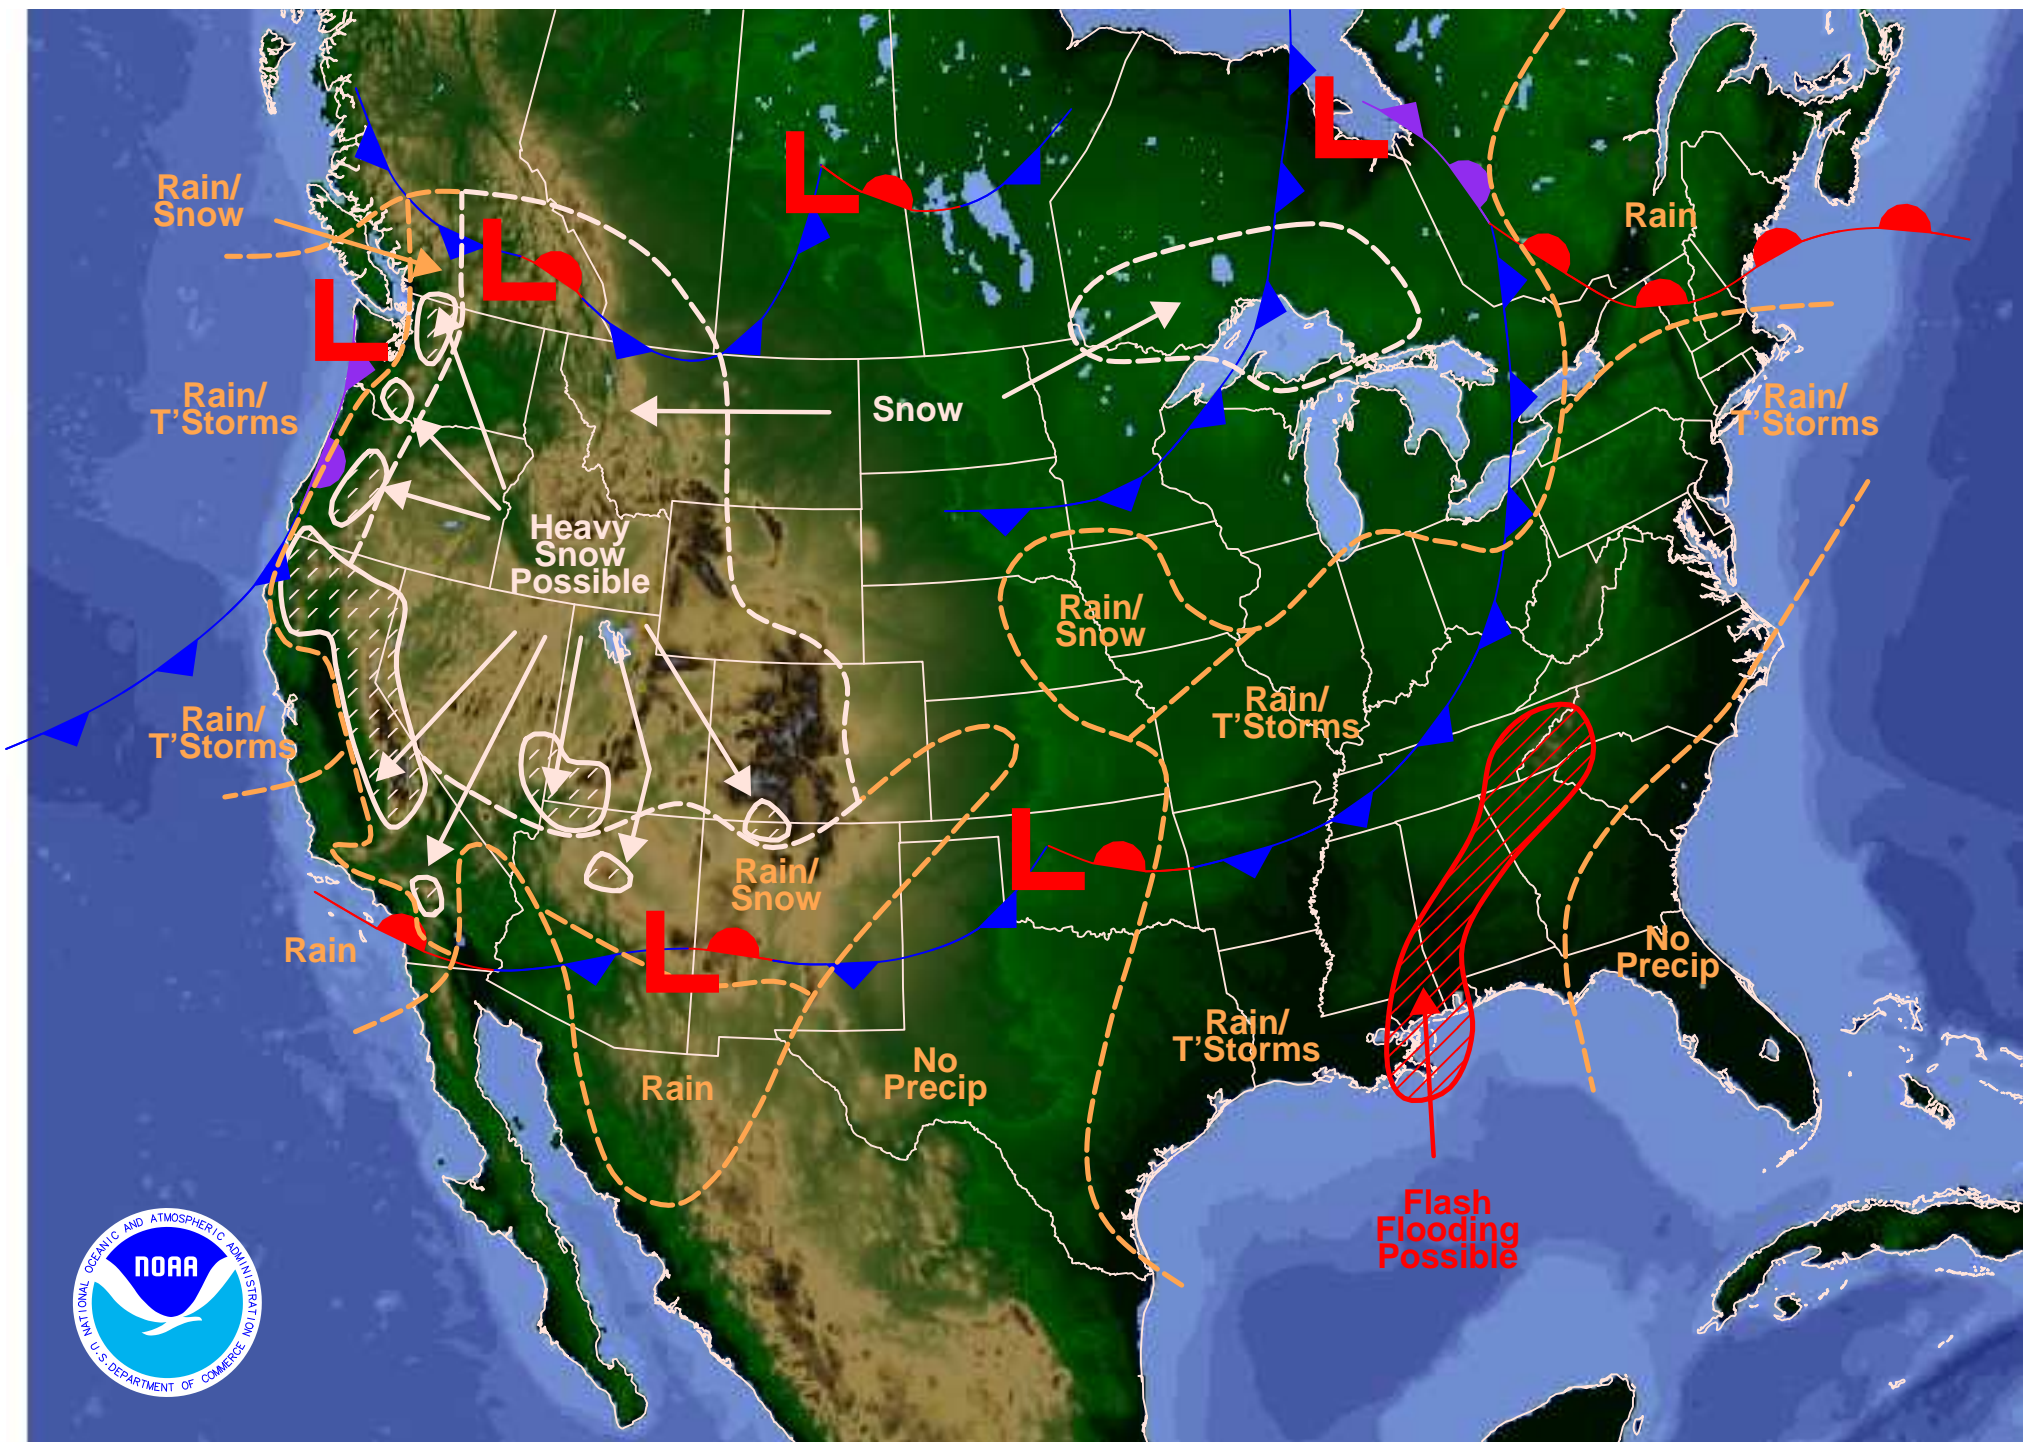 Rain/
Snow
Rain
Rain/
T'Storms
Snow
Rain/
T'Storms
Heavy
Snow
Possible
Rain/
Snow
Rain/
T'Storms
Rain/
T'Storms
Rain/
Snow
Rain
No
Precip
Rain/
T'Storms
No
Precip
Rain
Flash
Flooding
Possible
L
L
L
L
L
L
NATIONAL OCEANIC AND ATMOSPHERIC ADMINISTRATION
NOAA
U.S. DEPARTMENT OF COMMERCE